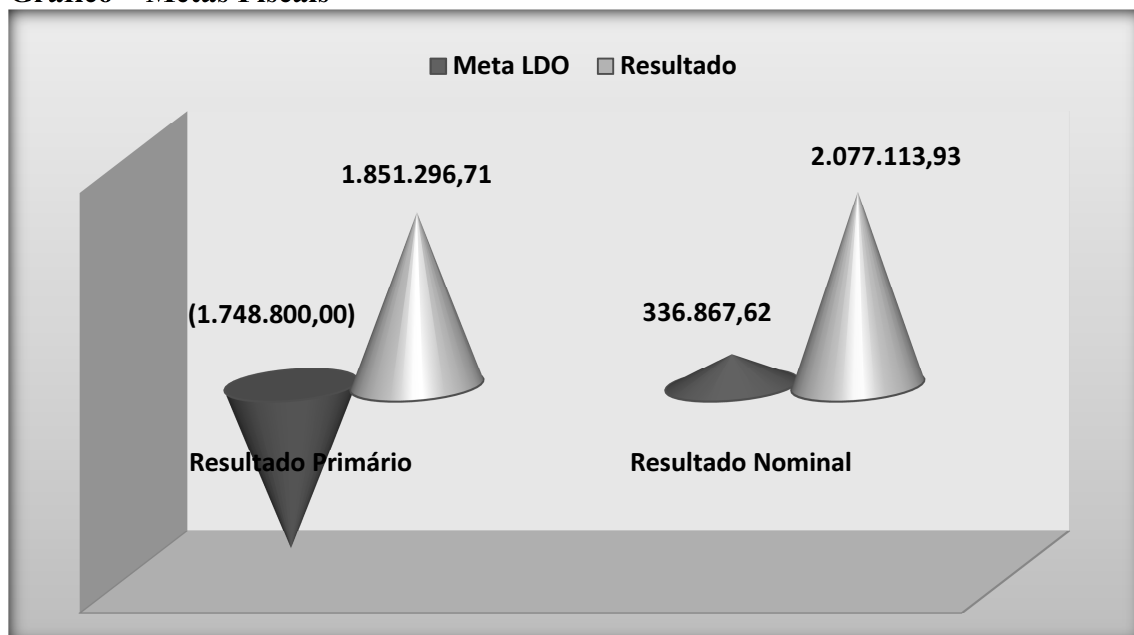 Gráfico – Metas Fiscais
Meta LDO Resultado
2.077.113,93
1.851.296,71
(1.748.800,00)
336.867,62
Resultado Primário
Resultado Nominal